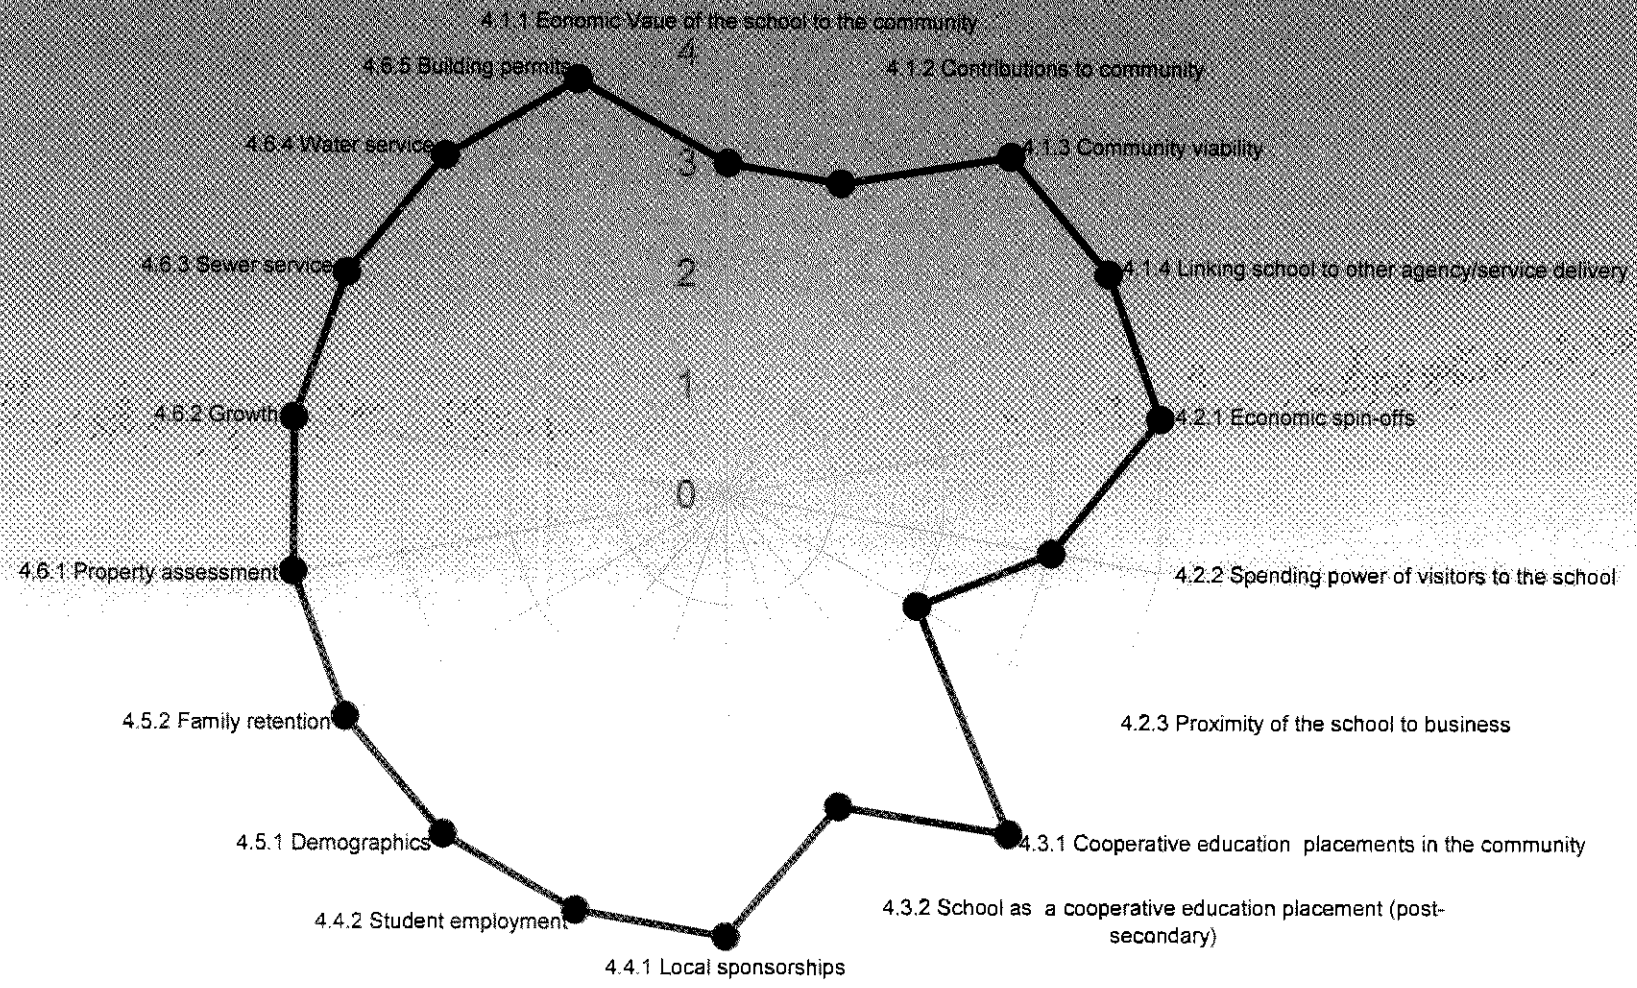 4.1.1 Eonomic Vaue of the school to the community
4
4.6.5 Building permits
4.1.2 Contributions to community
4.6.4 Water service
3
4.1.3 Community viability
4.6.3 Sewer service
2
4.1.4 Linking school to other agency/service delivery
1
4.6.2 Growth
4.2.1 Economic spin-offs
0
4.6.1 Property assessment
4.2.2 Spending power of visitors to the school
4.5.2 Family retention
4.2.3 Proximity of the school to business
4.5.1 Demographics
4.3.1 Cooperative education placements in the community
4.4.2 Student employment
4.3.2 School as a cooperative education placement (post-
secondary)
4.4.1 Local sponsorships